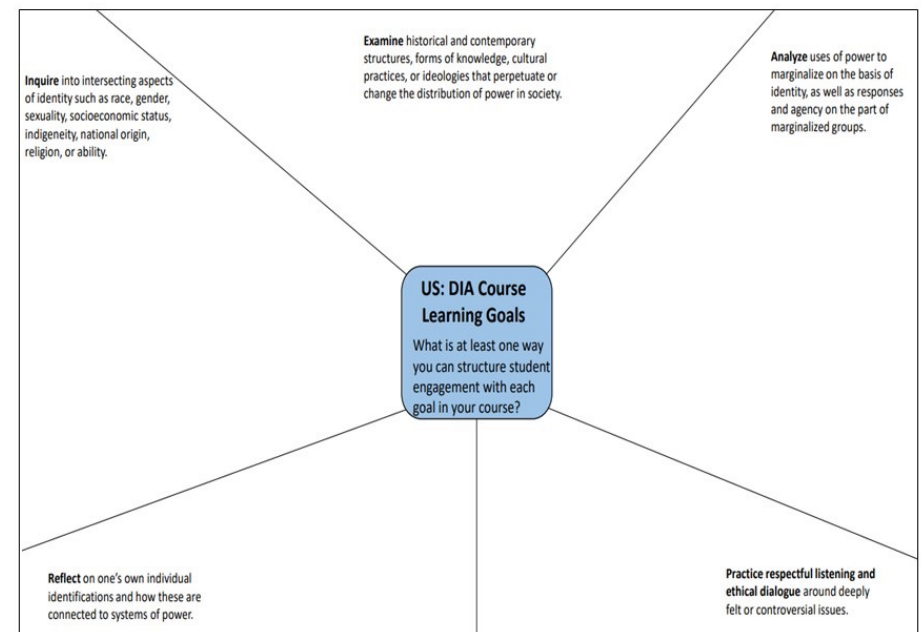 Inquire into intersecting aspects
of identity such as race, gender,
sexuality, socioeconomic status,
indigeneity, national origin,
religion, or ability.
Examine historical and contemporary
structures, forms of knowledge, cultural
practices, or ideologies that perpetuate or
change the distribution of power in society.
Analyze uses of power to
marginalize on the basis of
identity, as well as responses
and agency on the part of
marginalized groups.
US: DIA Course
Learning Goals
What is at least one way
you can structure student
engagement with each
goal in your course?
Reflect on one's own individual
identifications and how these are
connected to systems of power.
Practice respectful listening and
ethical dialogue around deeply
felt or controversial issues.